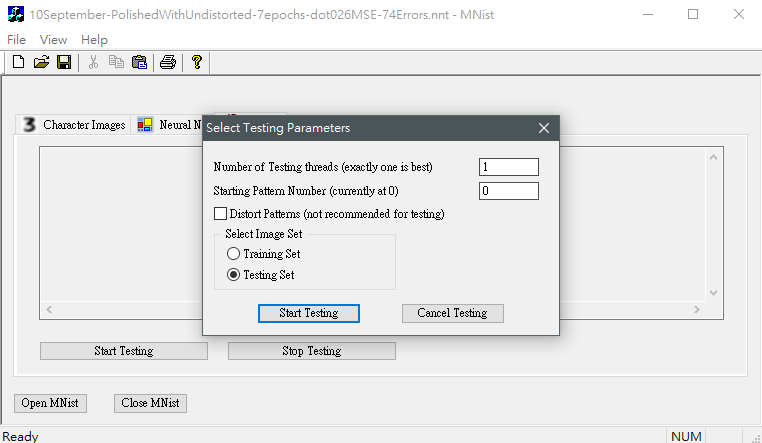 10September-PolishedWithUndistorted-7epochs-dot026MSE-74Errors.nnt - MNist
File View Help
3 Character Images Neural N
Select Testing Parameters
Number of Testing threads (exactly one is best) 1
Starting Pattern Number (currently at 0) 0
Distort Patterns (not recommended for testing)
Select Image Set
Training Set
Testing Set
Start Testing Cancel Testing
Start Testing Stop Testing
Open MNist Close MNist
Ready NUM